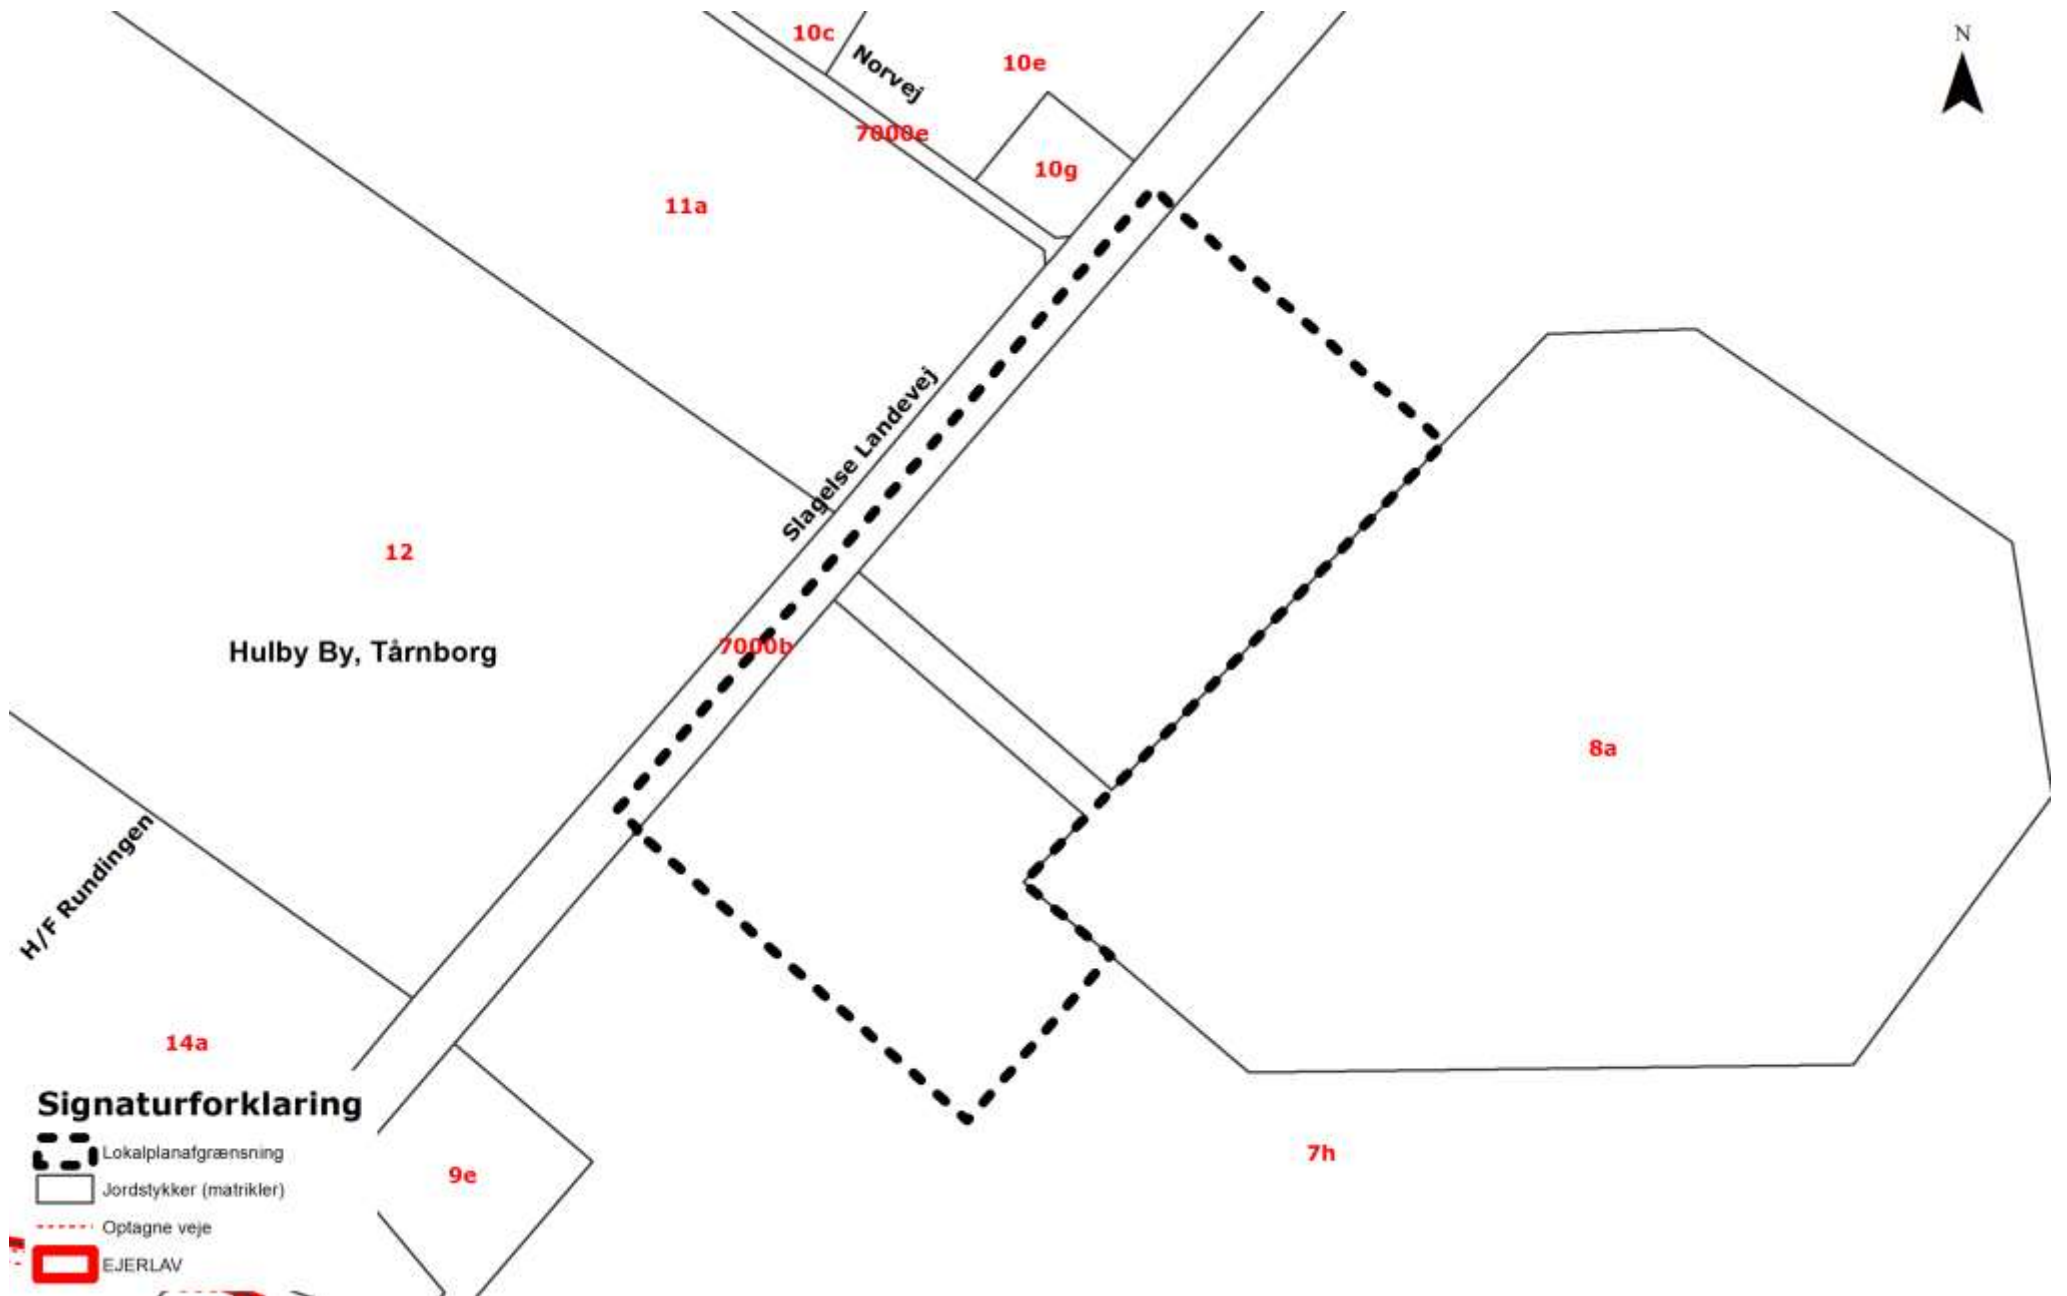 N
10c
Norvej
10e
7000e
10g
11a
Slagelse Landevej
12
7000b
Hulby By, Tårnborg
8a
H/F Rundingen
14a
7h
9e
Signaturforklaring
Lokalplanafgrænsning
Jordstykker (matrikler)
Optagne veje
EJERLAV